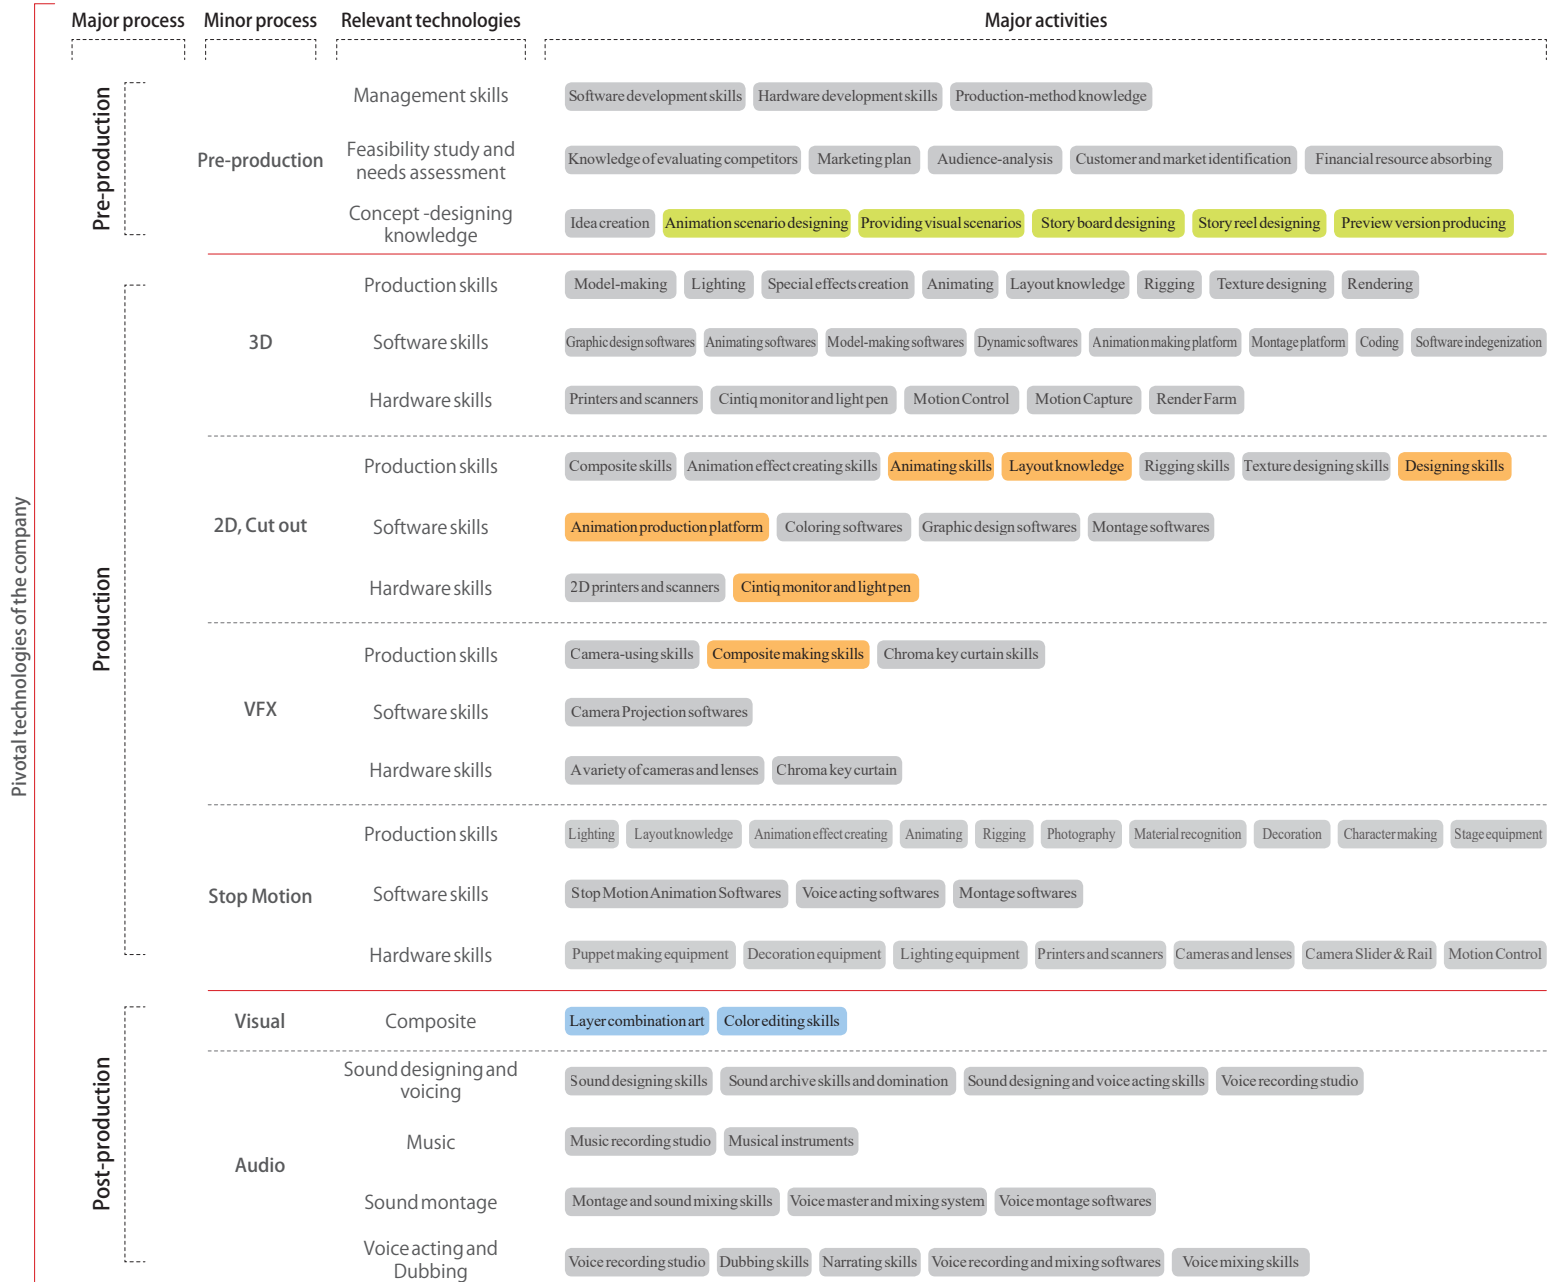 Major process Minor process Relevant technologies Major activities
Pivotal technologies of the company
Pre-production
Pre-production
Management skills
Software development skills Hardware development skills Production-method knowledge
Feasibility study and
needs assessment
Knowledge of evaluating competitors Marketing plan Audience-analysis Customer and market identification Financial resource absorbing
Concept -designing
knowledge
Idea creation Animation scenario designing Providing visual scenarios Story board designing Story reel designing Preview version producing
Production
3D
Production skills
Model-making Lighting Special effects creation Animating Layout knowledge Rigging Texture designing Rendering
Software skills
Graphic design softwares Animating softwares Model-making softwares Dynamic softwares Animation making platform Montage platform Coding Software indegenization
Hardware skills
Printers and scanners Cintiq monitor and light pen Motion Control Motion Capture Render Farm
2D, Cut out
Production skills
Composite skills Animation effect creating skills Animating skills Layout knowledge Rigging skills Texture designing skills Designing skills
Software skills
Animation production platform Coloring softwares Graphic design softwares Montage softwares
Hardware skills
2D printers and scanners Cintiq monitor and light pen
VFX
Production skills
Camera-using skills Composite making skills Chroma key curtain skills
Software skills
Camera Projection softwares
Hardware skills
A variety of cameras and lenses Chroma key curtain
Stop Motion
Production skills
Lighting Layout knowledge Animation effect creating Animating Rigging Photography Material recognition Decoration Character making Stage equipment
Software skills
Stop Motion Animation Softwares Voice acting softwares Montage softwares
Hardware skills
Puppet making equipment Decoration equipment Lighting equipment Printers and scanners Cameras and lenses Camera Slider & Rail Motion Control
Post-production
Visual
Composite
Layer combination art Color editing skills
Audio
Sound designing and
voicing
Sound designing skills Sound archive skills and domination Sound designing and voice acting skills Voice recording studio
Music
Music recording studio Musical instruments
Sound montage
Montage and sound mixing skills Voice master and mixing system Voice montage softwares
Voice acting and
Dubbing
Voice recording studio Dubbing skills Narrating skills Voice recording and mixing softwares Voice mixing skills